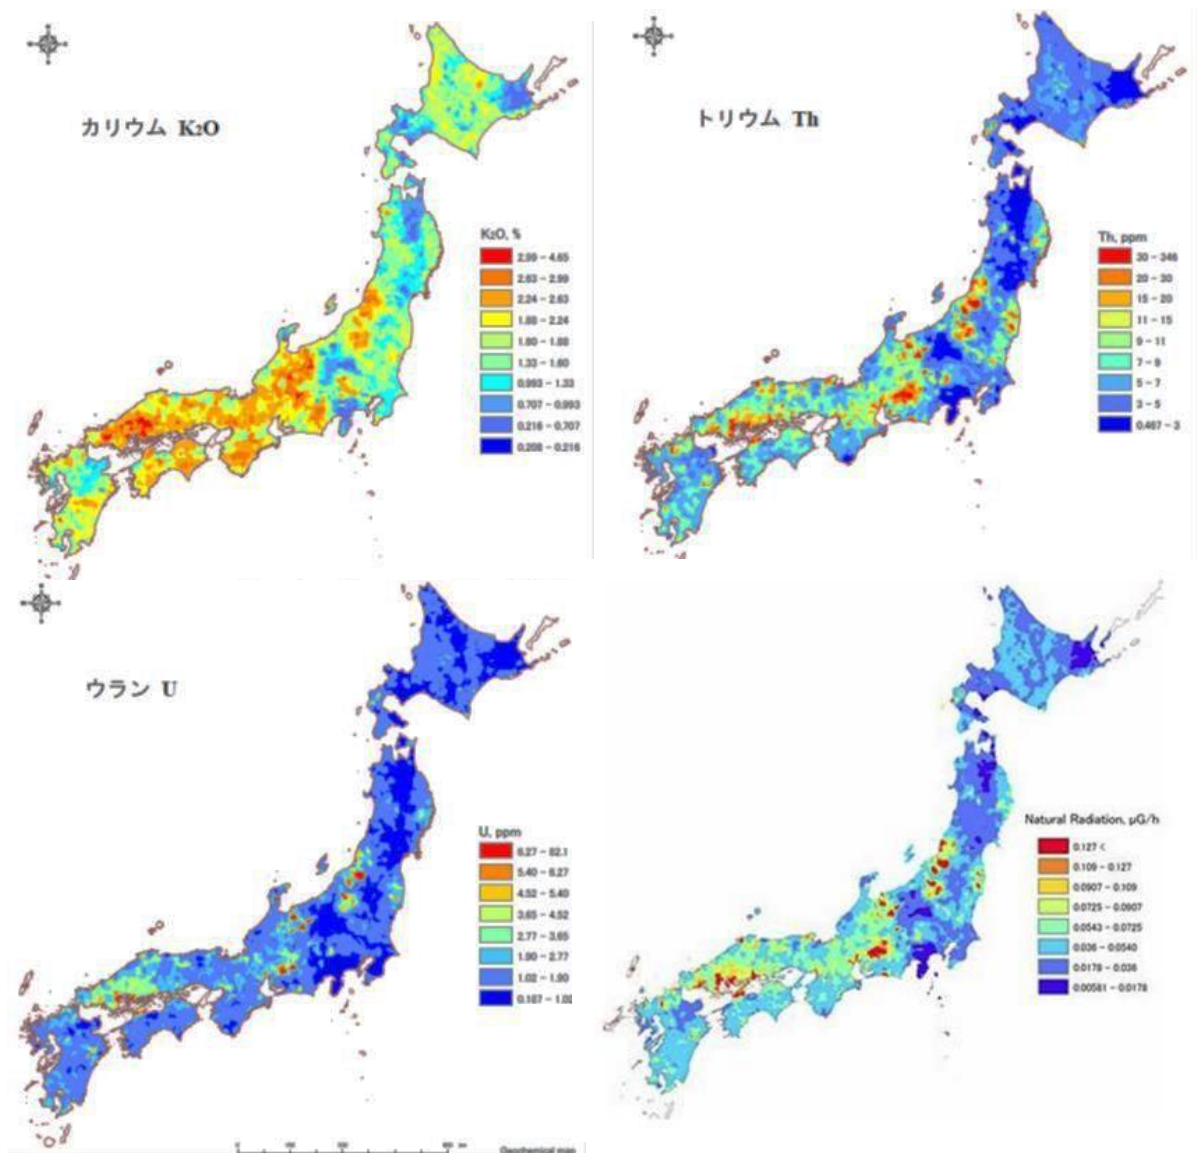 カリウム K₂O
K₂O, %
2.99 - 4.65
2.63 - 2.99
2.24 - 2.63
1.88 - 2.24
1.60 - 1.88
1.33 - 1.60
0.993 - 1.33
0.707 - 0.993
0.216 - 0.707
0.208 - 0.216
トリウム Th
Th, ppm
30 - 346
20 - 30
15 - 20
11 - 15
9 - 11
7 - 9
5 - 7
3 - 5
0.467 - 3
ウラン U
U, ppm
6.27 - 52.1
5.40 - 6.27
4.52 - 5.40
3.65 - 4.52
2.77 - 3.65
1.90 - 2.77
1.02 - 1.90
0.107 - 1.02
Natural Radiation, μG/h
0.127 <
0.109 - 0.127
0.0907 - 0.109
0.0725 - 0.0907
0.0543 - 0.0725
0.036 - 0.0540
0.0178 - 0.036
0.00581 - 0.0178
Geochemical map